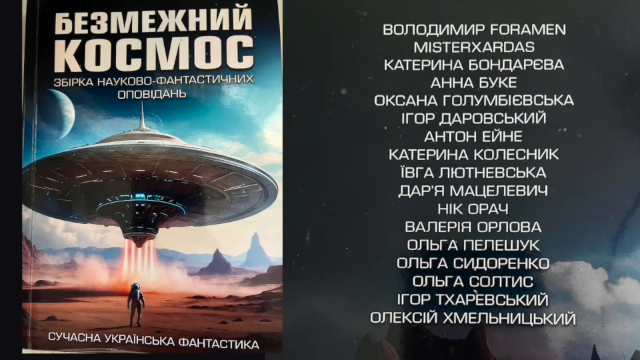 БЕЗМЕЖНИЙ
КОСМОС
ЗБІРКА НАУКОВО-ФАНТАСТИЧНИХ
ОПОВІДАНЬ
СУЧАСНА УКРАЇНСЬКА ФАНТАСТИКА
ВОЛОДИМИР FORAMEN
MISTERXARDAS
КАТЕРИНА БОНДАРЄВА
АННА БУКЕ
ОКСАНА ГОЛУМБІЄВСЬКА
ІГОР ДАРОВСЬКИЙ
АНТОН ЕЙНЕ
КАТЕРИНА КОЛЕСНИК
ЇВГА ЛЮТНЕВСЬКА
ДАР'Я МАЦЕЛЕВИЧ
НІК ОРАЧ
ВАЛЕРІЯ ОРЛОВА
ОЛЬГА ПЕЛЕШУК
ОЛЬГА СИДОРЕНКО
ОЛЬГА СОЛТИС
ІГОР ТХАРЕВСЬКИЙ
ОЛЕКСІЙ ХМЕЛЬНИЦЬКИЙ